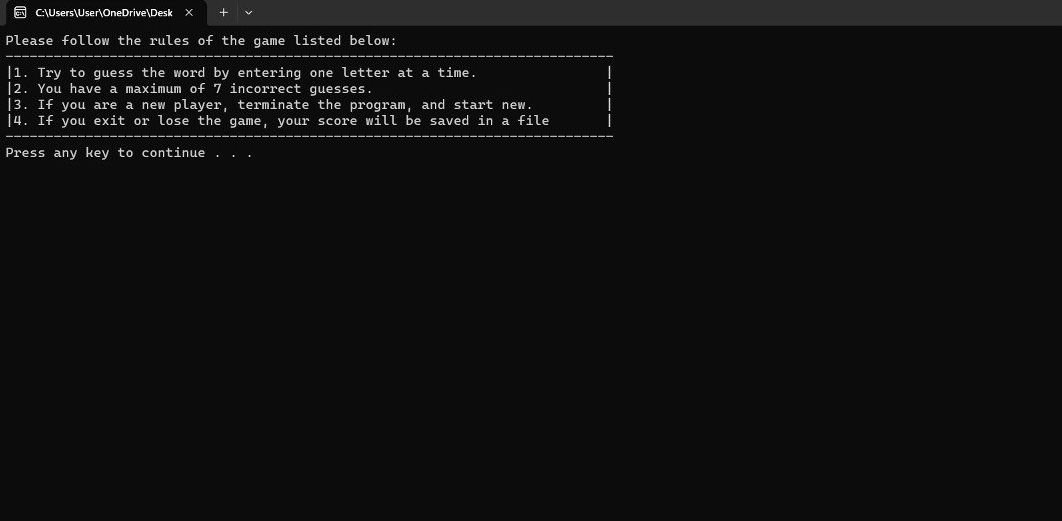 C:\Users\User\OneDrive\Desk
Please follow the rules of the game listed below:
----------------------------------------------------------------------------
|1. Try to guess the word by entering one letter at a time.                |
|2. You have a maximum of 7 incorrect guesses.                             |
|3. If you are a new player, terminate the program, and start new.         |
|4. If you exit or lose the game, your score will be saved in a file       |
----------------------------------------------------------------------------
Press any key to continue . . .